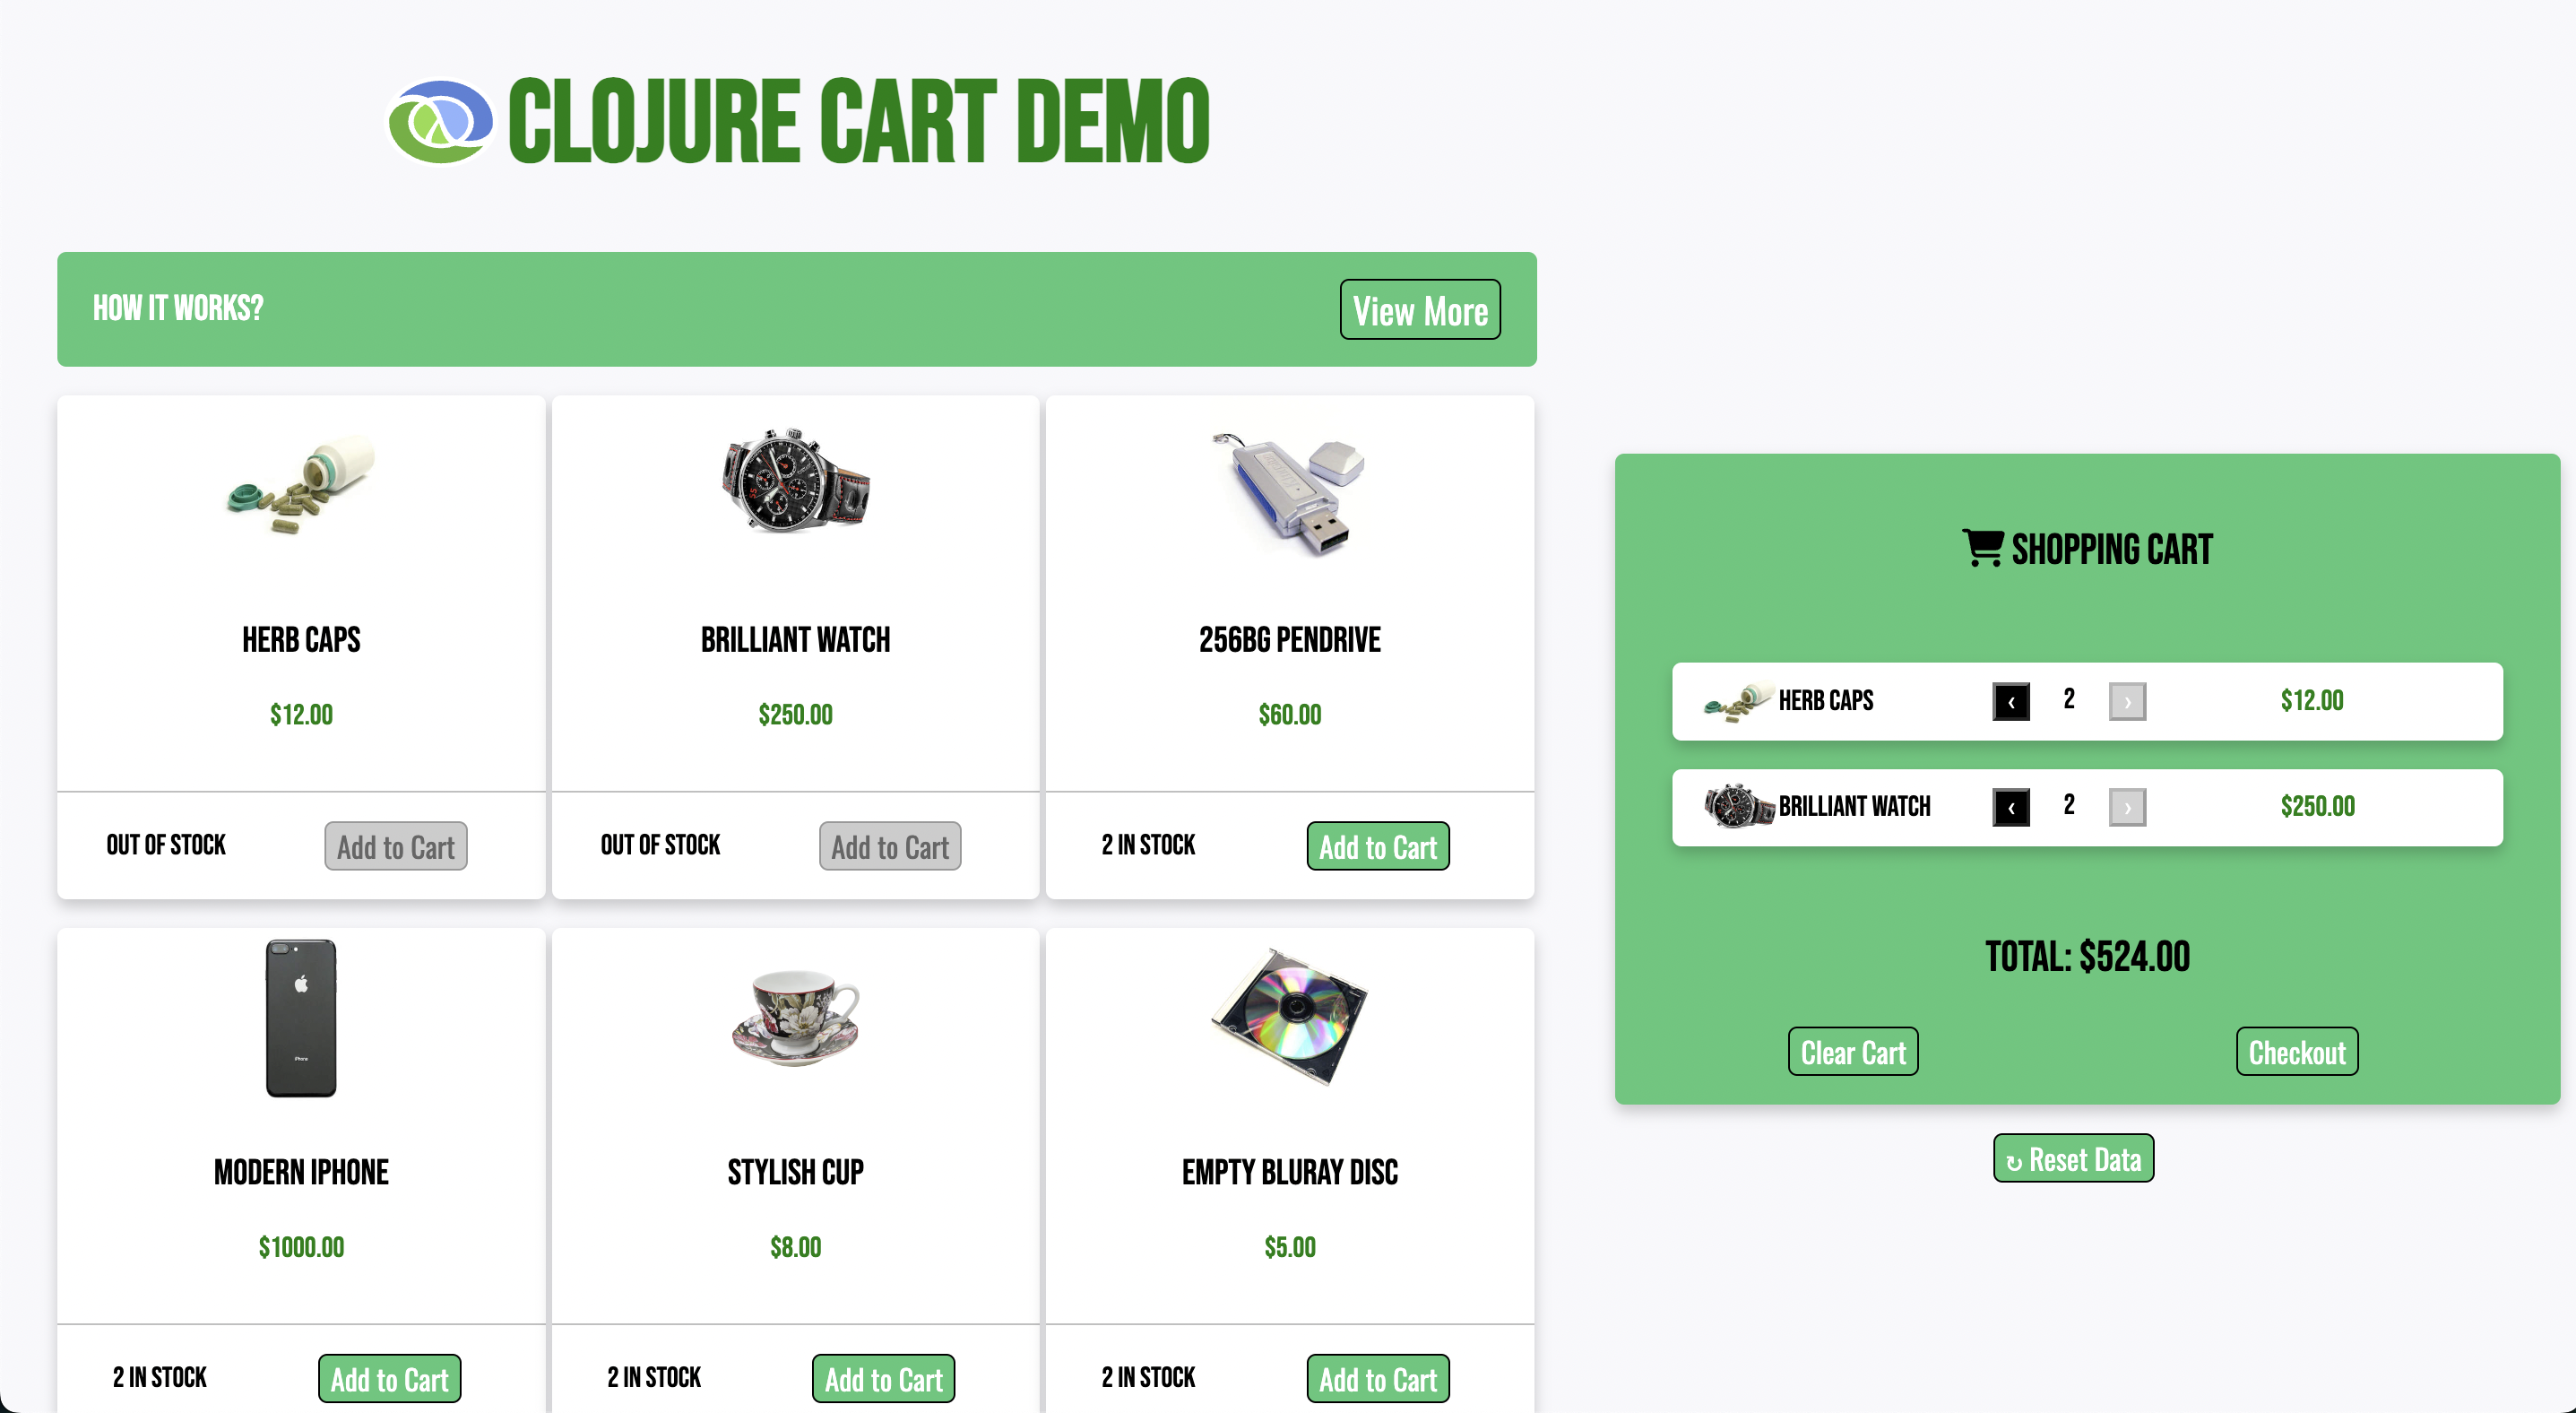 CLOJURE CART DEMO
HOW IT WORKS?
View More
HERB CAPS
$12.00
OUT OF STOCK
Add to Cart
BRILLIANT WATCH
$250.00
OUT OF STOCK
Add to Cart
256BG PENDRIVE
$60.00
2 IN STOCK
Add to Cart
MODERN IPHONE
$1000.00
2 IN STOCK
Add to Cart
STYLISH CUP
$8.00
2 IN STOCK
Add to Cart
EMPTY BLURAY DISC
$5.00
2 IN STOCK
Add to Cart
SHOPPING CART
HERB CAPS ‹ 2 › $12.00
BRILLIANT WATCH ‹ 2 › $250.00
TOTAL: $524.00
Clear Cart
Checkout
↻ Reset Data